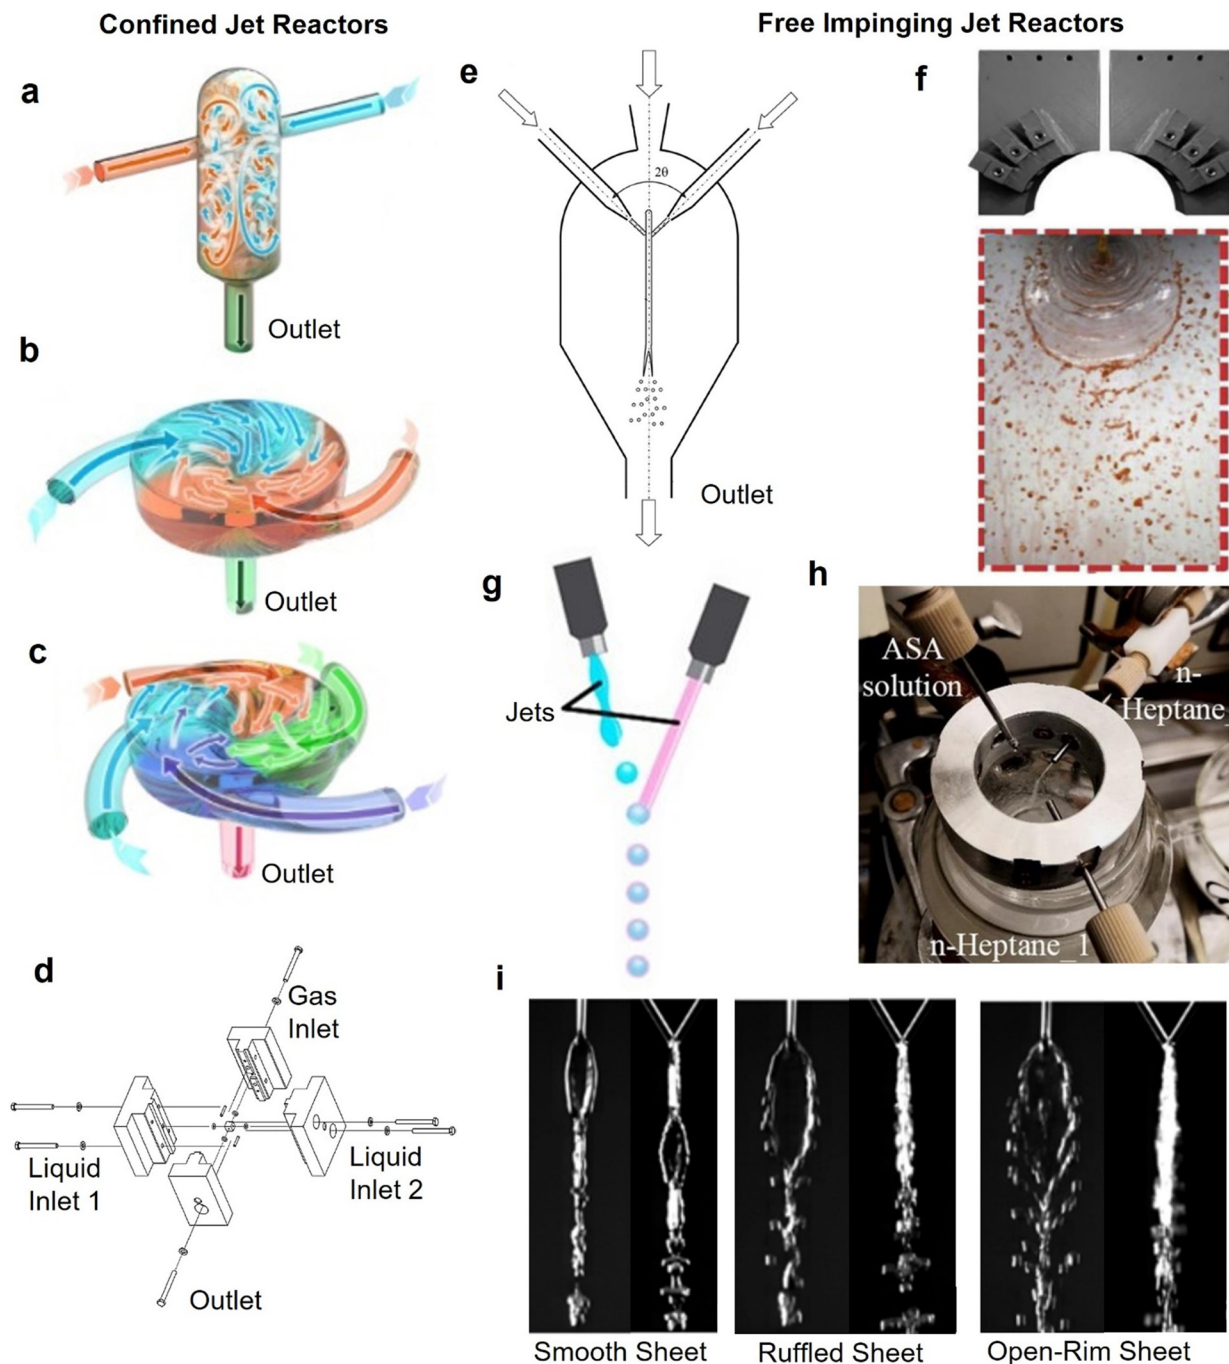 Confined Jet Reactors
Free Impinging Jet Reactors
a
Outlet
b
Outlet
c
Outlet
d
Gas
Inlet
Liquid
Inlet 1
Liquid
Inlet 2
Outlet
e
2θ
Outlet
f
g
Jets
h
ASA
solution
n-
Heptane_
n-Heptane_1
i
Smooth Sheet
Ruffled Sheet
Open-Rim Sheet